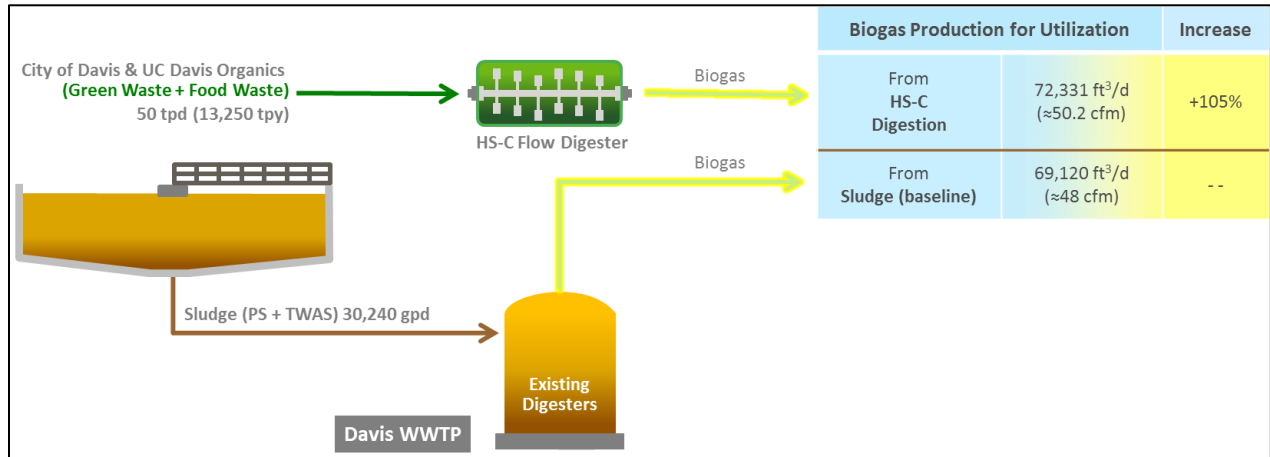 Biogas Production for Utilization
Increase
City of Davis & UC Davis Organics
(Green Waste + Food Waste)
50 tpd (13,250 tpy)
HS-C Flow Digester
Biogas
From
HS-C
Digestion
72,331 ft³/d
(≈50.2 cfm)
+105%
Biogas
From
Sludge (baseline)
69,120 ft³/d
(≈48 cfm)
--
Sludge (PS + TWAS) 30,240 gpd
Existing
Digesters
Davis WWTP